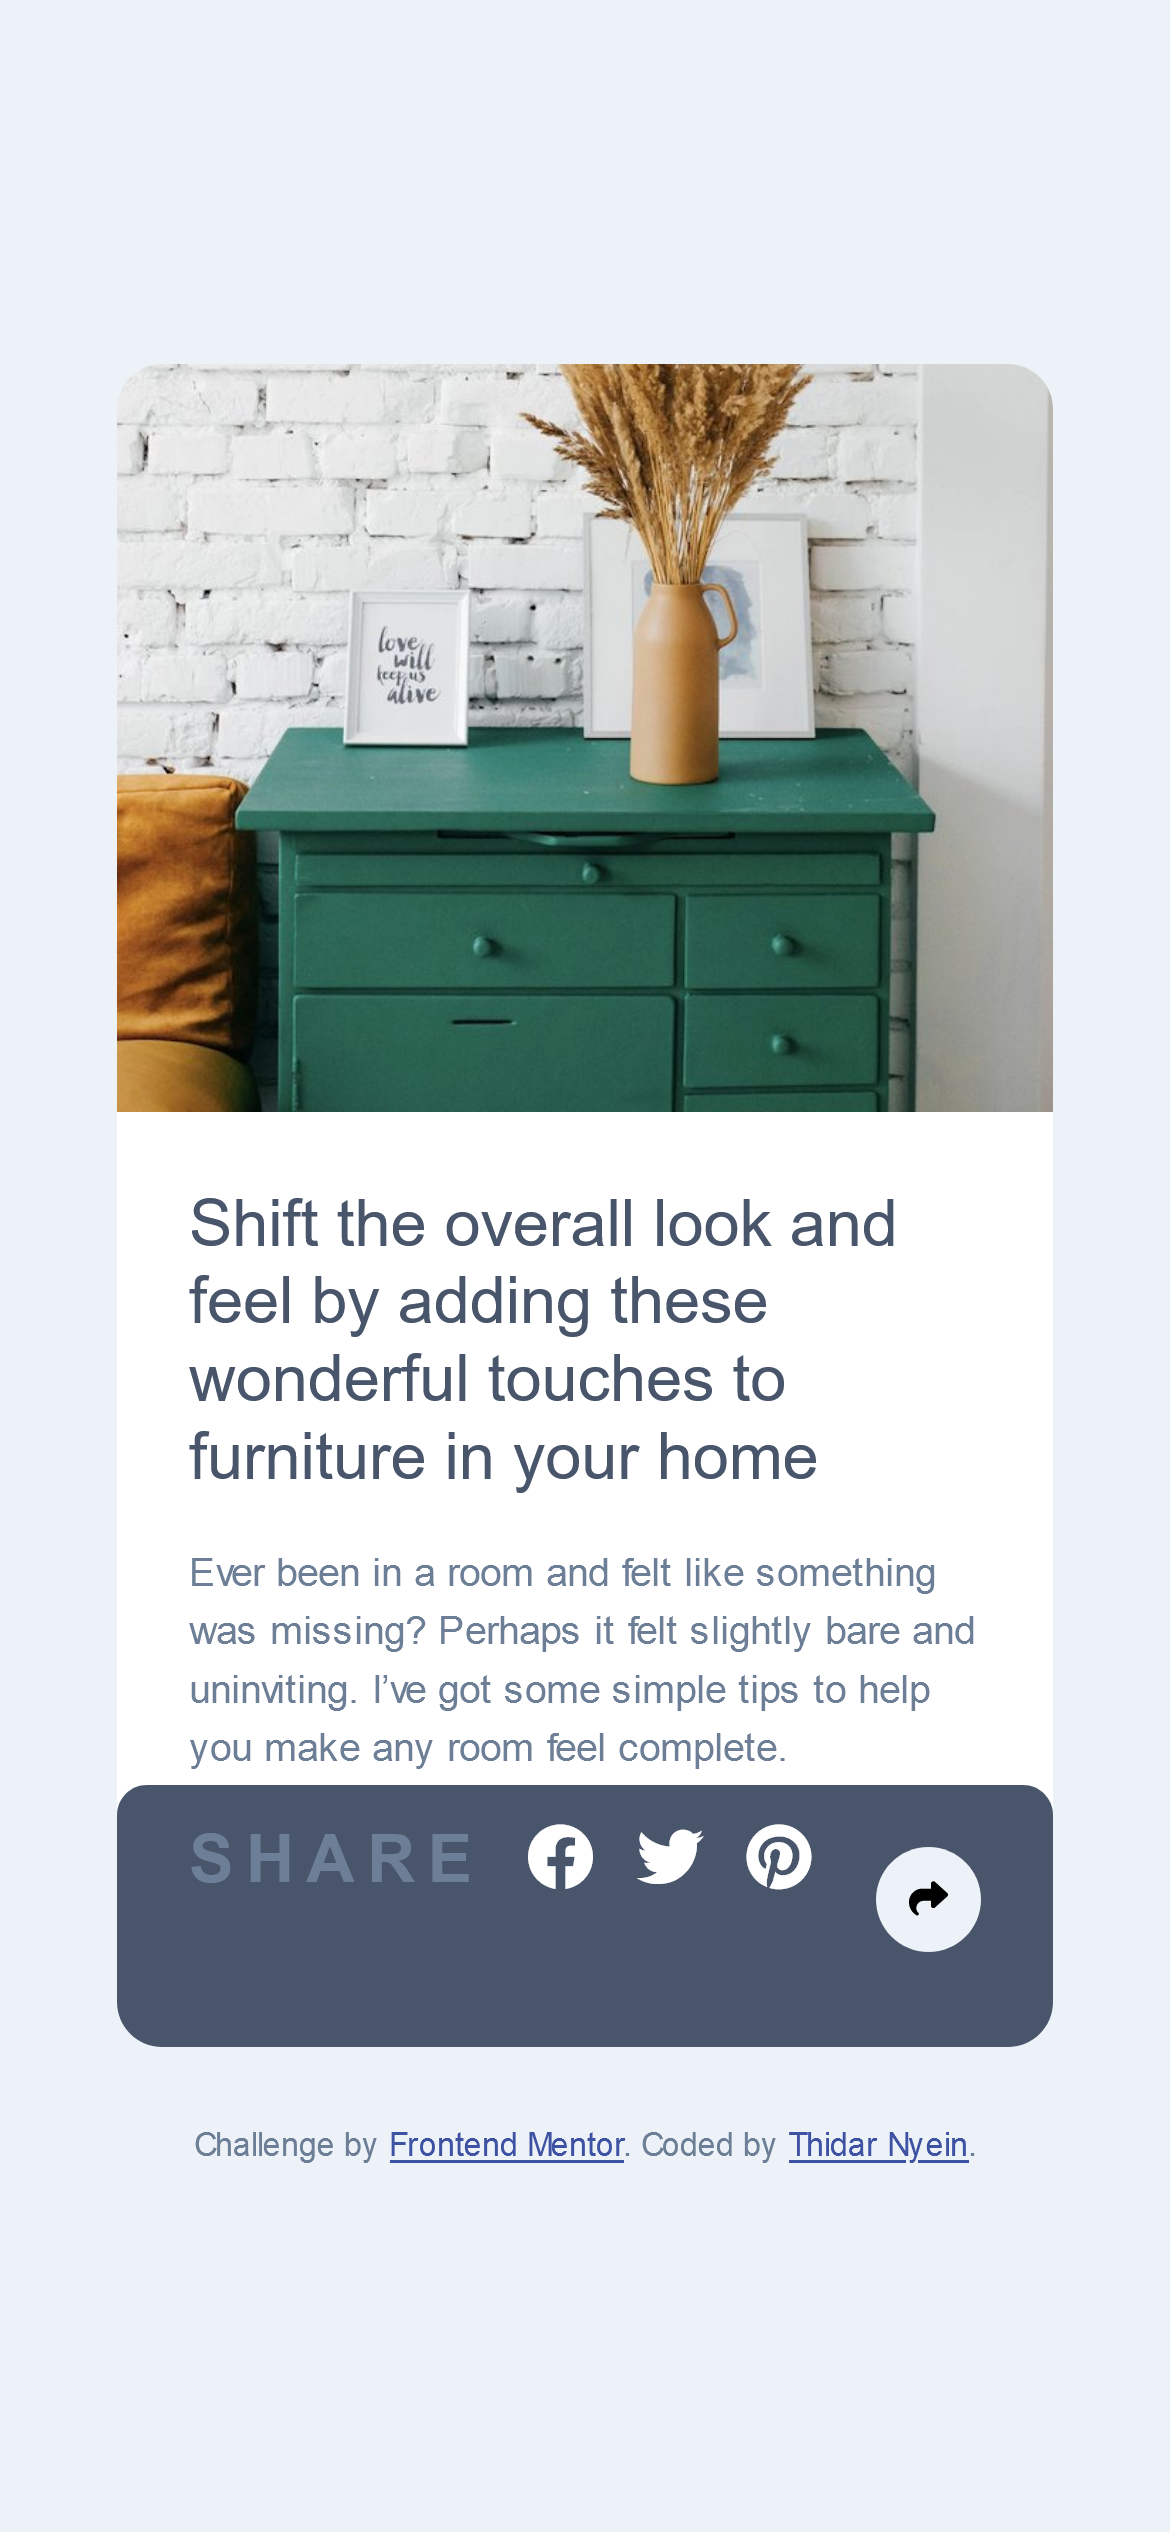 love
will
keep us
alive
Shift the overall look and
feel by adding these
wonderful touches to
furniture in your home
Ever been in a room and felt like something
was missing? Perhaps it felt slightly bare and
uninviting. I’ve got some simple tips to help
you make any room feel complete.
SHARE
Challenge by Frontend Mentor. Coded by Thidar Nyein.